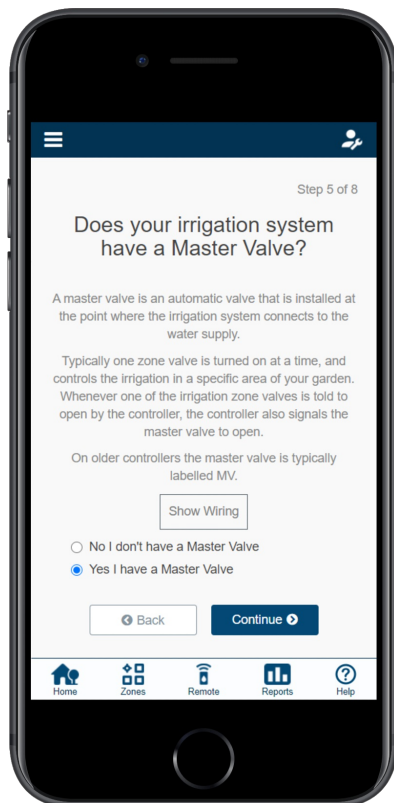 Step 5 of 8
Does your irrigation system
have a Master Valve?
A master valve is an automatic valve that is installed at
the point where the irrigation system connects to the
water supply.
Typically one zone valve is turned on at a time, and
controls the irrigation in a specific area of your garden.
Whenever one of the irrigation zone valves is told to
open by the controller, the controller also signals the
master valve to open.
On older controllers the master valve is typically
labelled MV.
Show Wiring
No I don't have a Master Valve
Yes I have a Master Valve
Back
Continue
Home
Zones
Remote
Reports
Help